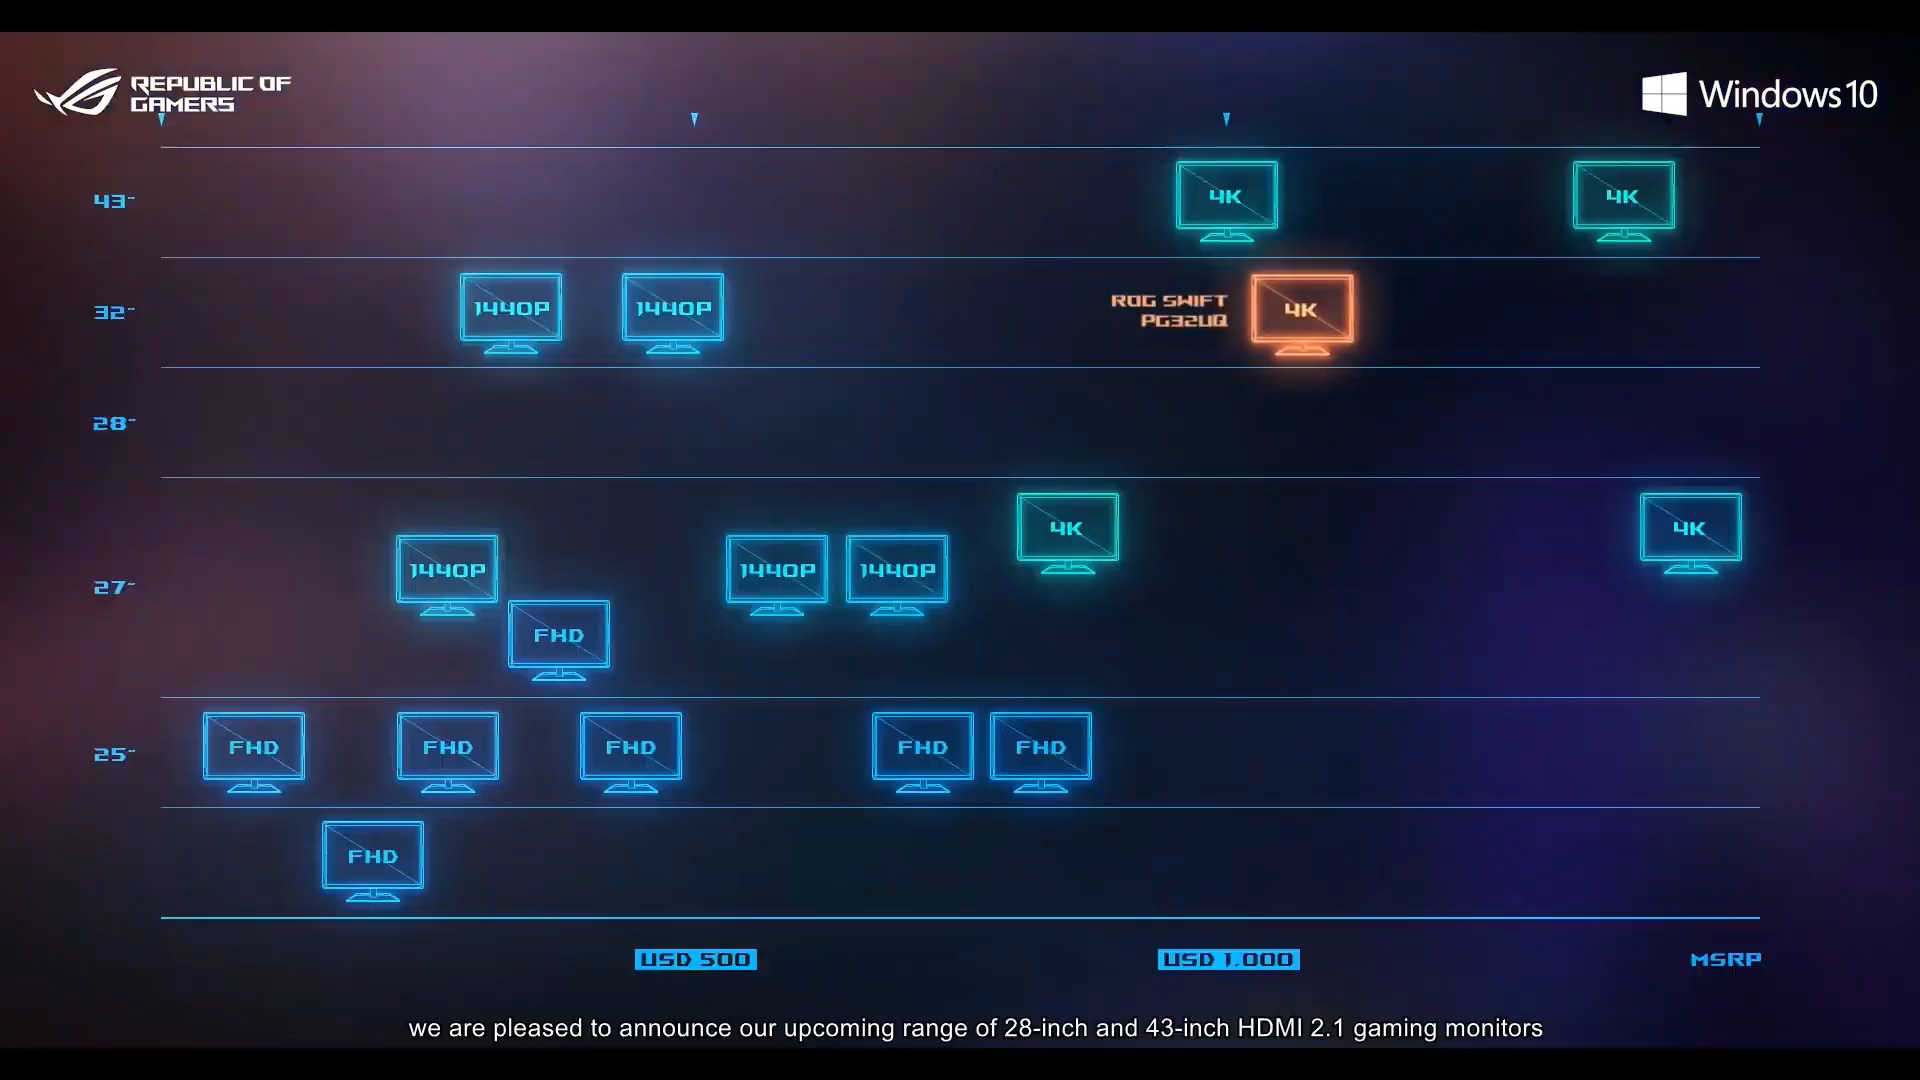 REPUBLIC OF
GAMERS
Windows 10
43"
4K
4K
32"
1440P
1440P
ROG SWIFT
PG32UQ
4K
28"
4K
4K
27"
1440P
1440P
1440P
FHD
25"
FHD
FHD
FHD
FHD
FHD
FHD
USD 500
USD 1.000
MSRP
we are pleased to announce our upcoming range of 28-inch and 43-inch HDMI 2.1 gaming monitors